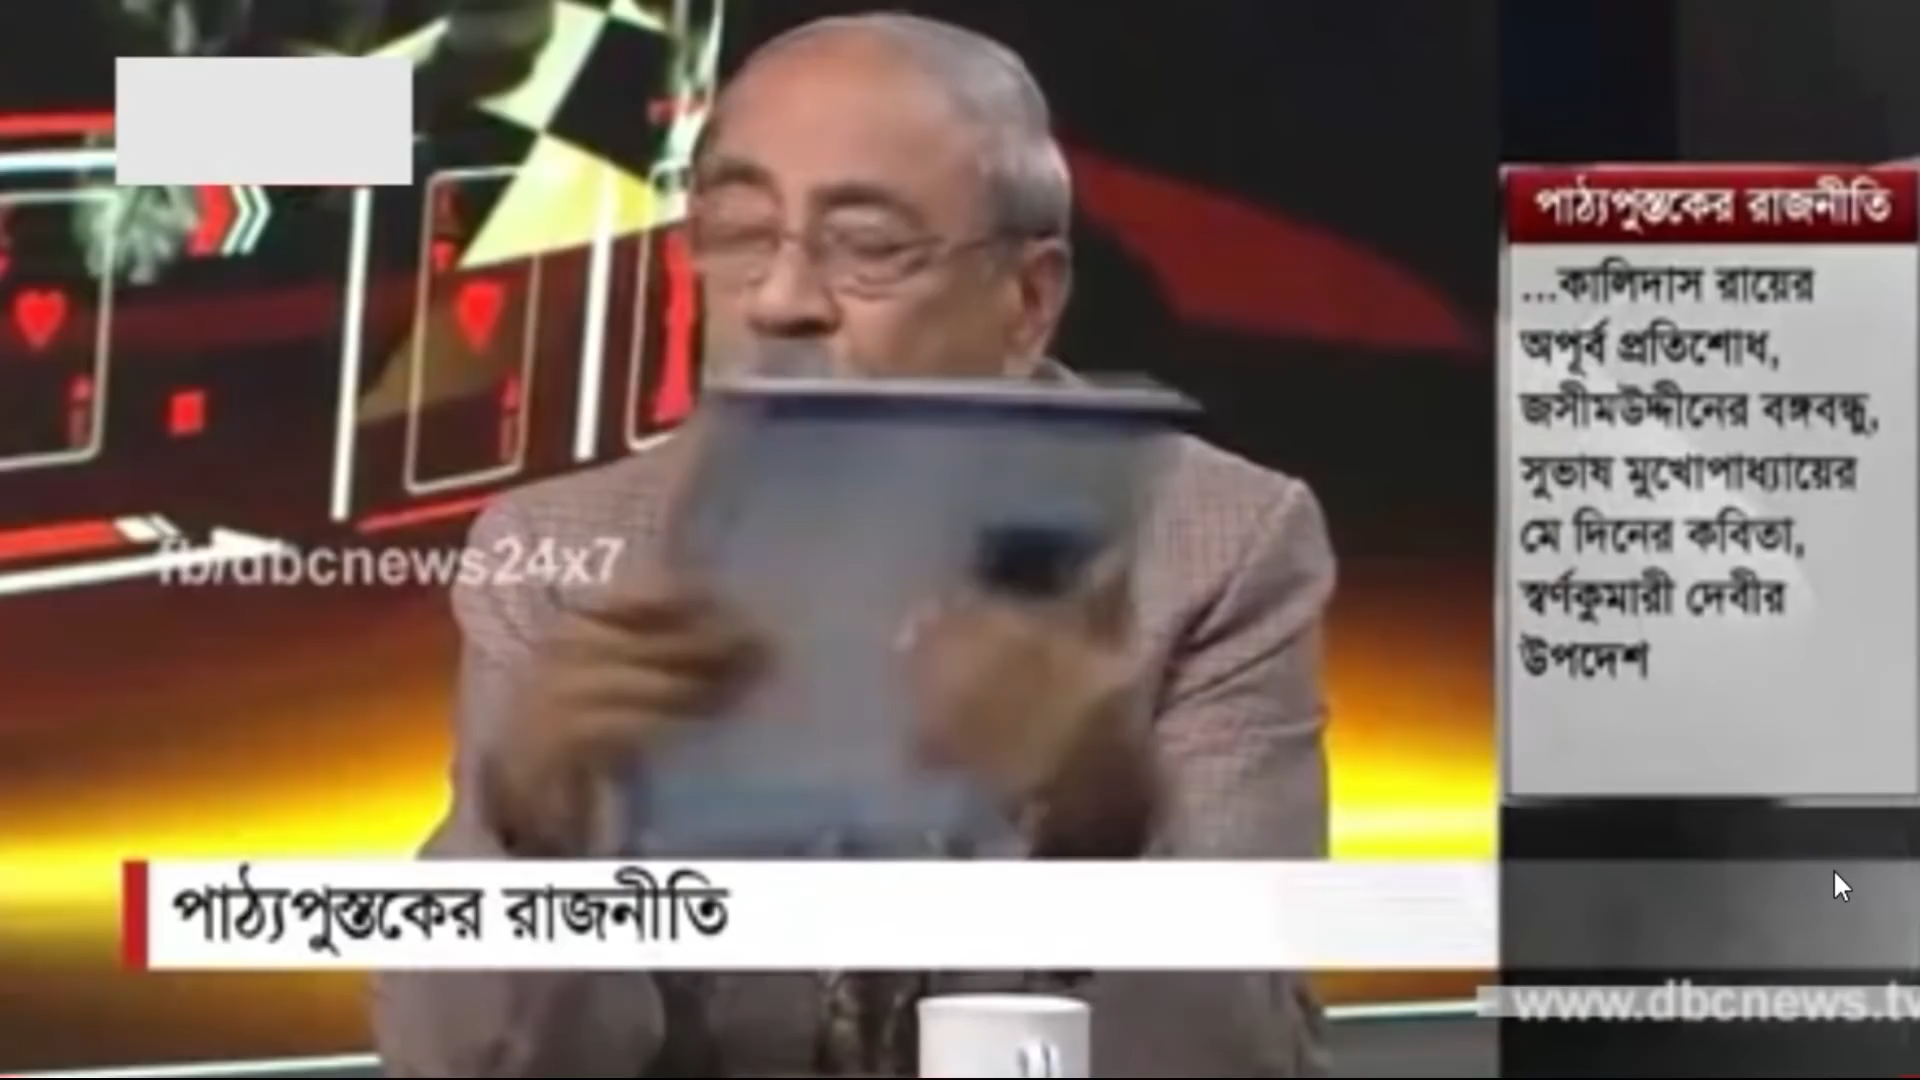 পাঠ্যপুস্তকের রাজনীতি
...কালিদাস রায়ের
অপূর্ব প্রতিশোধ,
জসীমউদ্দীনের বঙ্গবন্ধু,
সুভাষ মুখোপাধ্যায়ের
মে দিনের কবিতা,
স্বর্ণকুমারী দেবীর
উপদেশ
fb/dbcnews24x7
পাঠ্যপুস্তকের রাজনীতি
www.dbcnews.tv